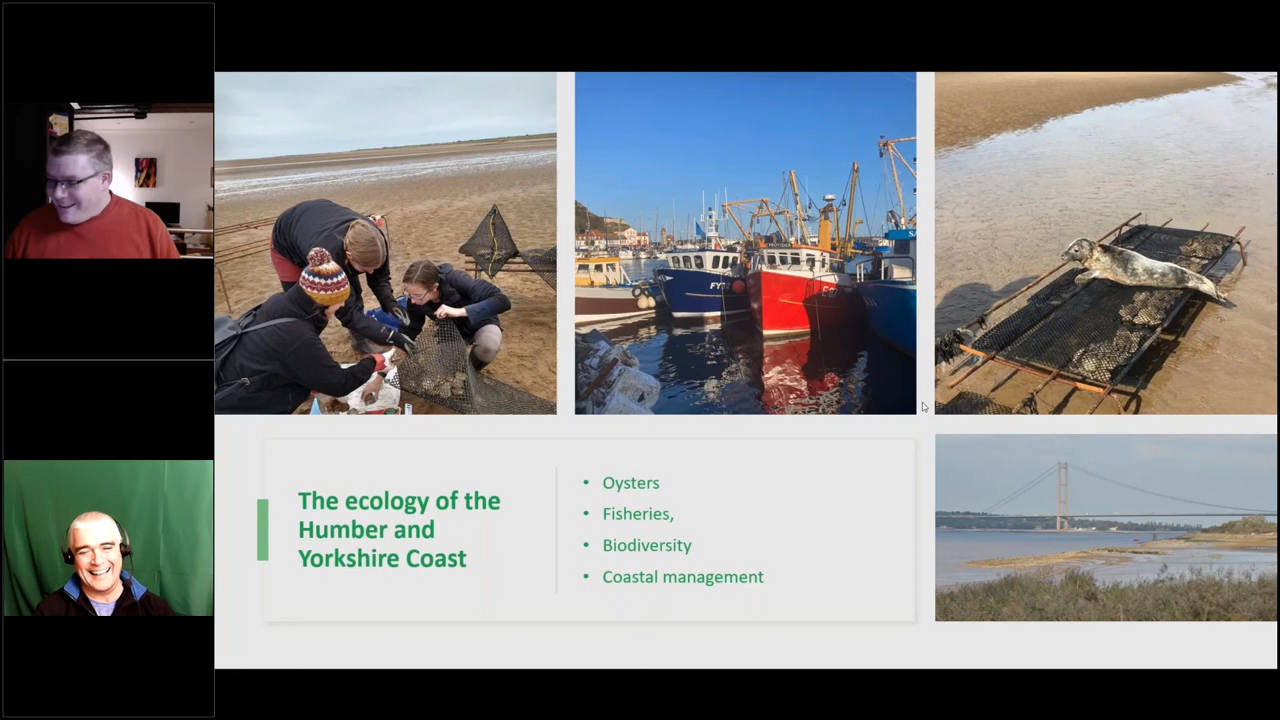 The ecology of the
Humber and
Yorkshire Coast
• Oysters
• Fisheries,
• Biodiversity
• Coastal management